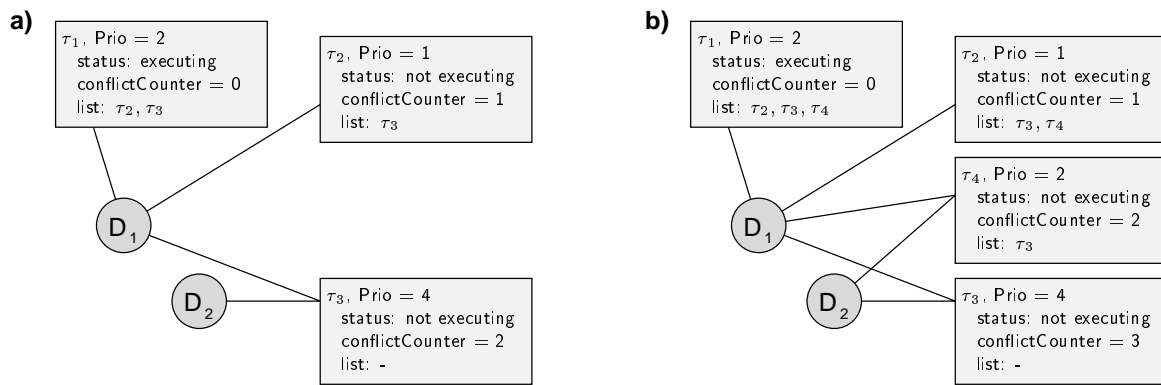 a)
τ₁, Prio = 2
status: executing
conflictCounter = 0
list: τ₂, τ₃
τ₂, Prio = 1
status: not executing
conflictCounter = 1
list: τ₃
D₁
D₂
τ₃, Prio = 4
status: not executing
conflictCounter = 2
list: -
b)
τ₁, Prio = 2
status: executing
conflictCounter = 0
list: τ₂, τ₃, τ₄
τ₂, Prio = 1
status: not executing
conflictCounter = 1
list: τ₃, τ₄
τ₄, Prio = 2
status: not executing
conflictCounter = 2
list: τ₃
D₁
D₂
τ₃, Prio = 4
status: not executing
conflictCounter = 3
list: -